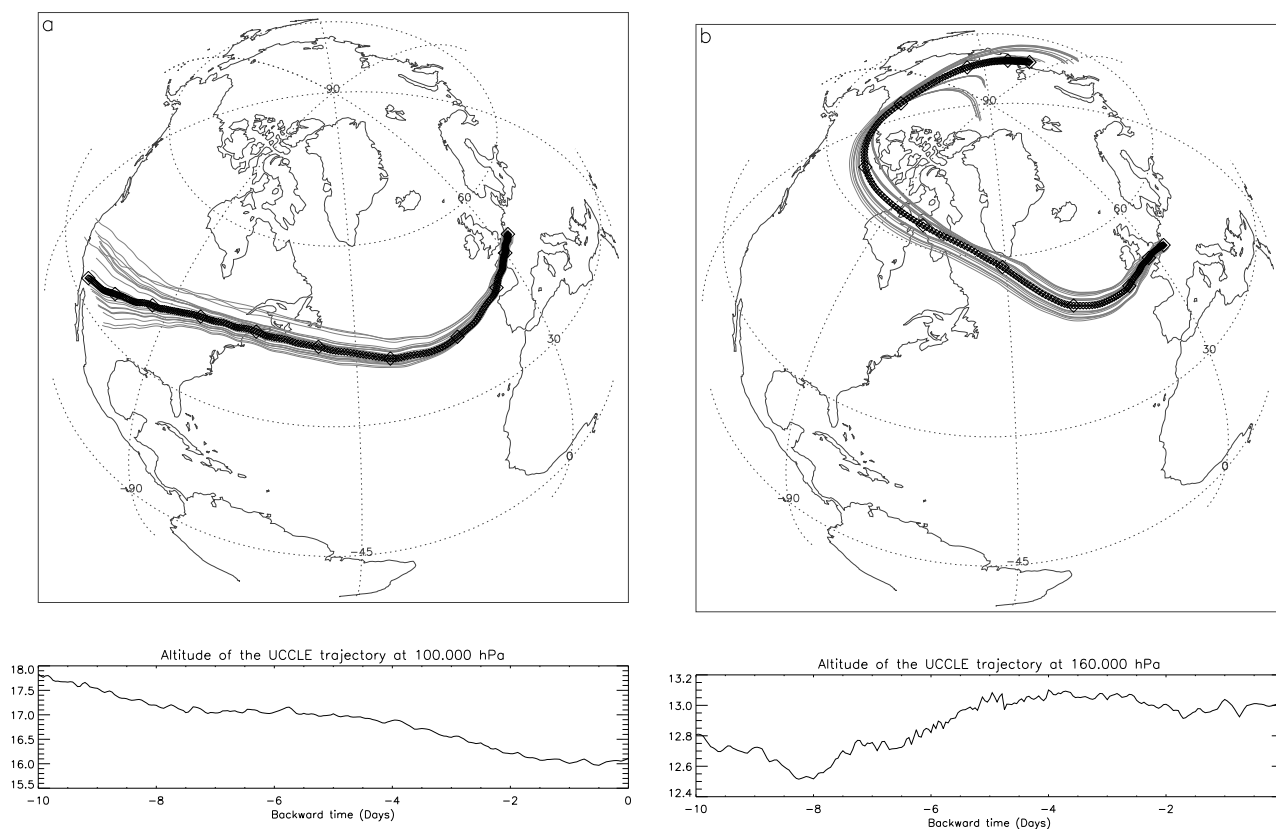 a
90
60
30
0
-90
-45
b
90
60
30
0
-90
-45
Altitude of the UCCLE trajectory at 100.000 hPa
18.0
17.5
17.0
16.5
16.0
15.5
-10 -8 -6 -4 -2 0
Backward time (Days)
Altitude of the UCCLE trajectory at 160.000 hPa
13.2
13.0
12.8
12.6
12.4
-10 -8 -6 -4 -2
Backward time (Days)